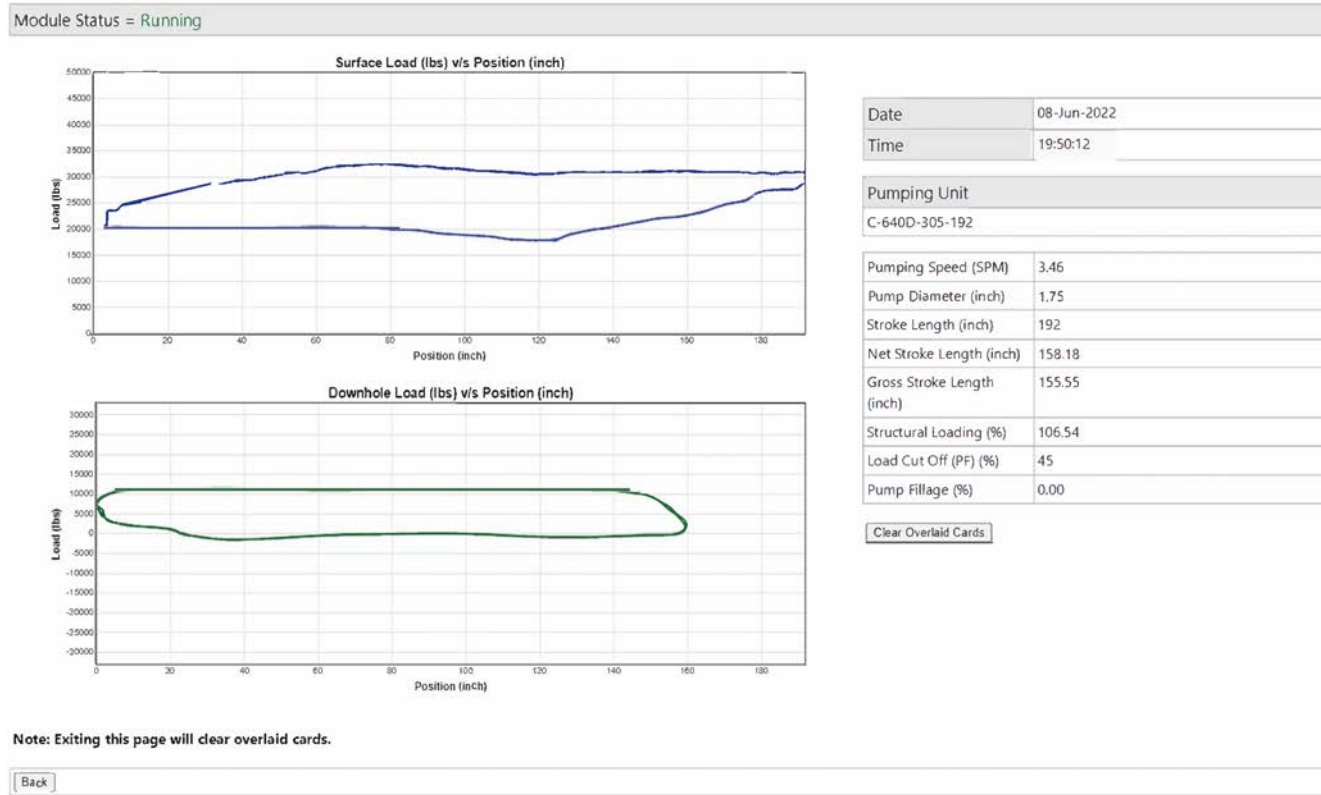 Module Status = Running
Surface Load (lbs) v/s Position (inch)
50000
45000
40000
35000
30000
25000
20000
15000
10000
5000
0
Load (lbs)
0 20 40 60 80 100 120 140 160 180
Position (inch)
Downhole Load (lbs) v/s Position (inch)
30000
25000
20000
15000
10000
5000
0
-5000
-10000
-15000
-20000
-25000
-30000
Load (lbs)
0 20 40 60 80 100 120 140 160 180
Position (inch)
Date 08-Jun-2022
Time 19:50:12
Pumping Unit
C-640D-305-192
Pumping Speed (SPM) 3.46
Pump Diameter (inch) 1.75
Stroke Length (inch) 192
Net Stroke Length (inch) 158.18
Gross Stroke Length
(inch) 155.55
Structural Loading (%) 106.54
Load Cut Off (PF) (%) 45
Pump Fillage (%) 0.00
Clear Overlaid Cards
Note: Exiting this page will clear overlaid cards.
Back